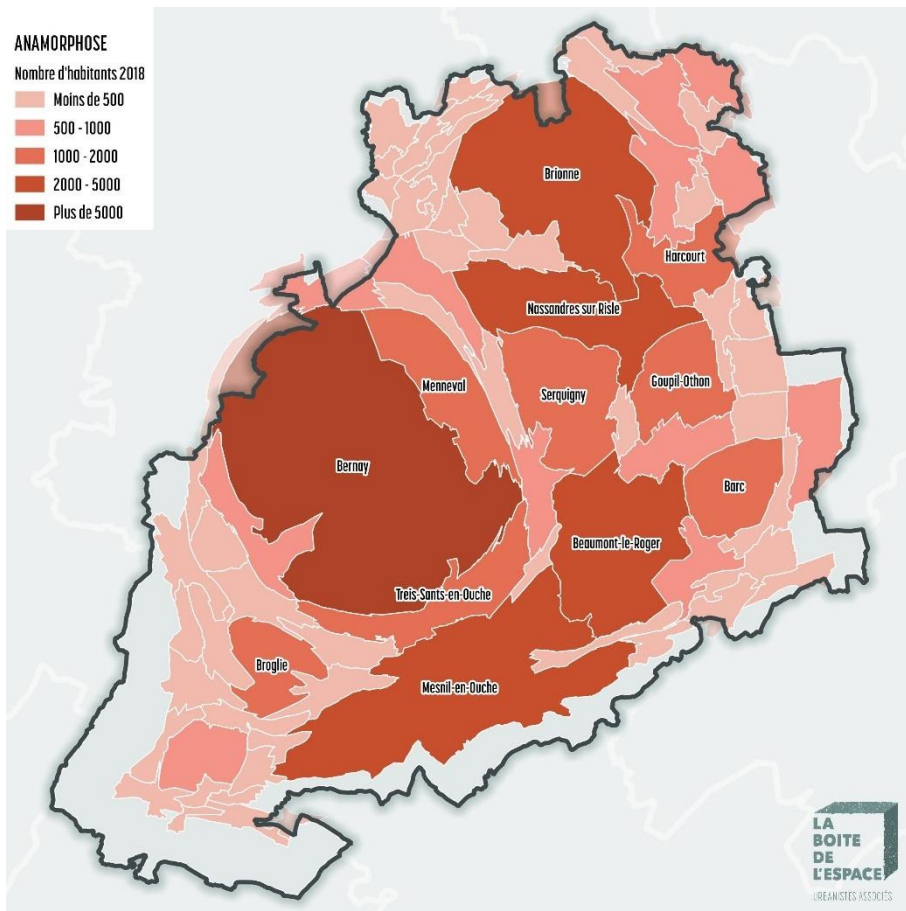 ANAMORPHOSE
Nombre d'habitants 2018
Moins de 500
500 - 1000
1000 - 2000
2000 - 5000
Plus de 5000
Brionne
Harcourt
Nassandres sur Risle
Menneval
Serquigny
Goupil-Othon
Bernay
Barc
Beaumont-le-Roger
Treis-Sants-en-Ouche
Broglie
Mesnil-en-Ouche
LA
BOITE
DE
L'ESPACE
URBANISTES ASSOCIÉS